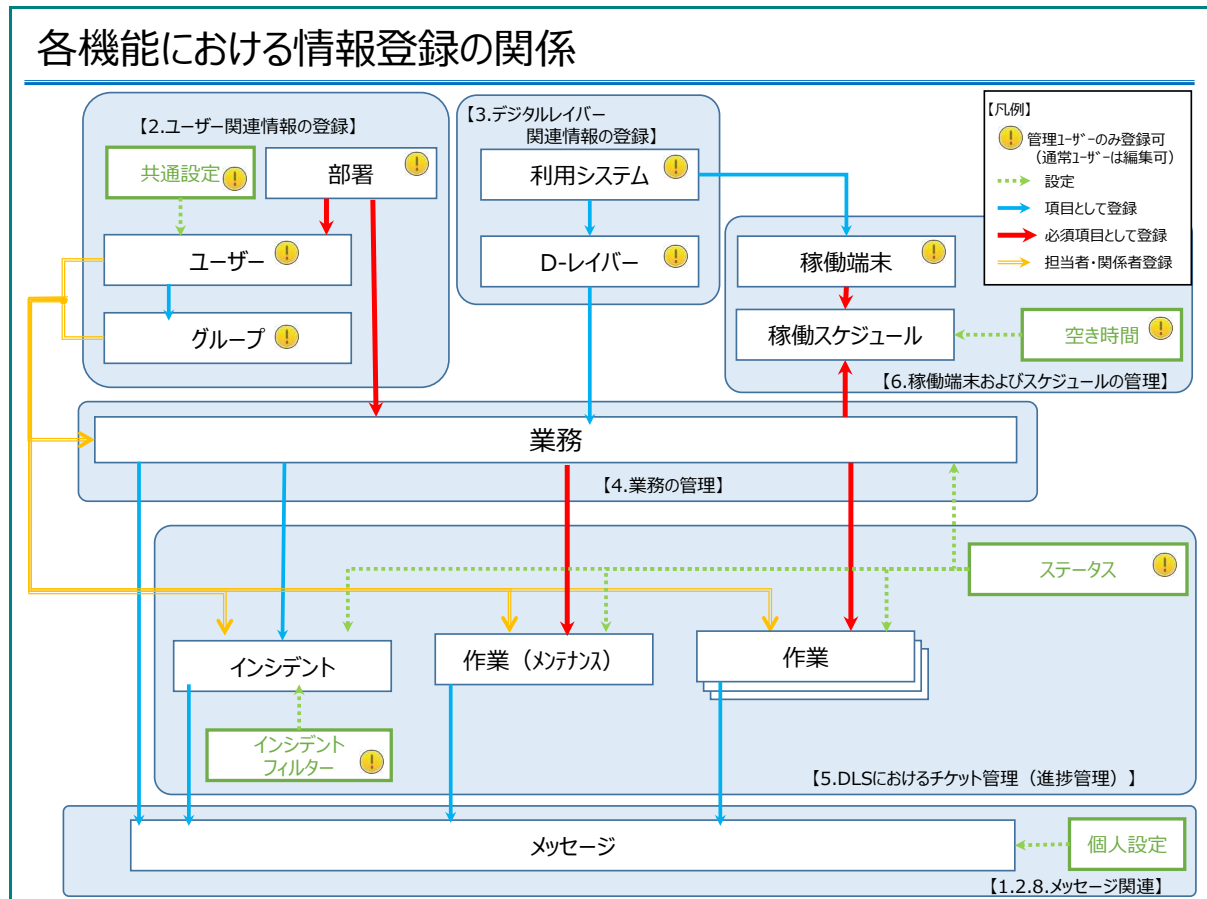 各機能における情報登録の関係
【2.ユーザー関連情報の登録】
共通設定
部署
ユーザー
グループ
【3.デジタルレイバー
関連情報の登録】
利用システム
D-レイバー
【凡例】
管理ﾕｰｻﾞｰのみ登録可
（通常ﾕｰｻﾞｰは編集可）
設定
項目として登録
必須項目として登録
担当者・関係者登録
稼働端末
稼働スケジュール
空き時間
【6.稼働端末およびスケジュールの管理】
業務
【4.業務の管理】
ステータス
インシデント
作業（ﾒﾝﾃﾅﾝｽ）
作業
インシデント
フィルター
【5.DLSにおけるチケット管理（進捗管理）】
メッセージ
個人設定
【1.2.8.メッセージ関連】